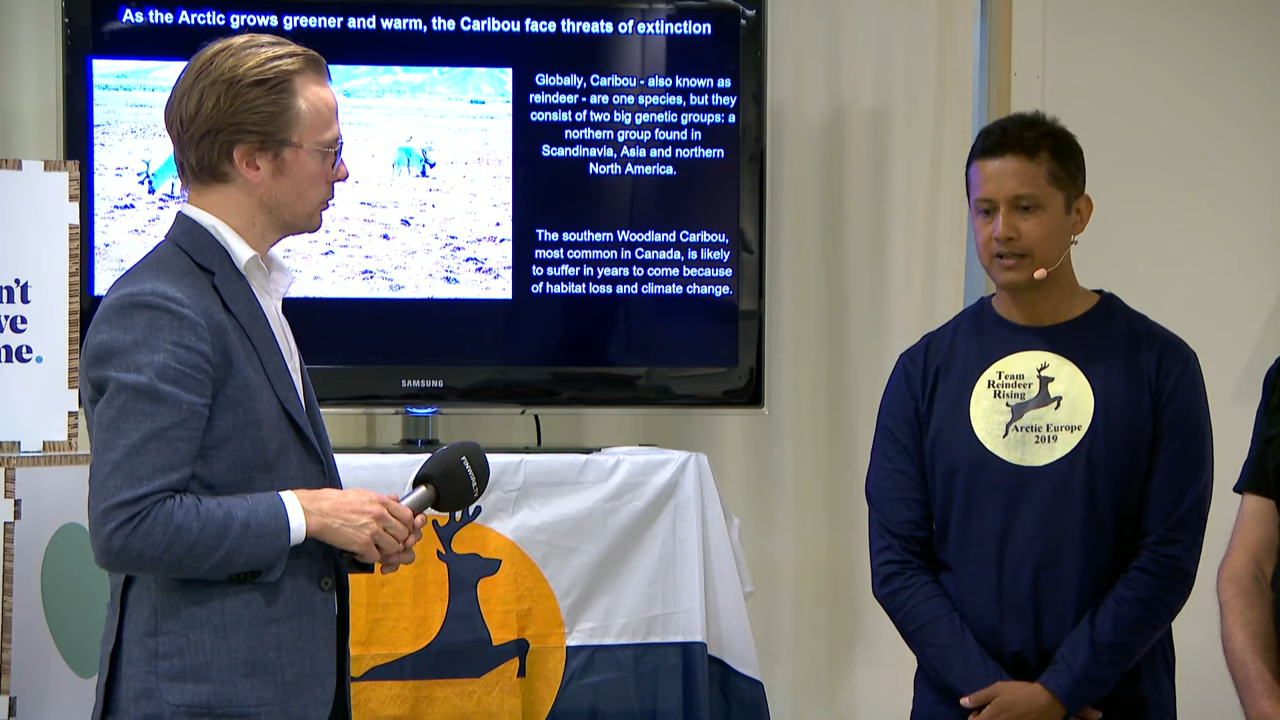 As the Arctic grows greener and warm, the Caribou face threats of extinction
Globally, Caribou - also known as
reindeer - are one species, but they
consist of two big genetic groups: a
northern group found in
Scandinavia, Asia and northern
North America.
The southern Woodland Caribou,
most common in Canada, is likely
to suffer in years to come because
of habitat loss and climate change.
SAMSUNG
n't
ve
me.
FINWIRE.TV
Team
Reindeer
Rising
Arctic Europe
2019